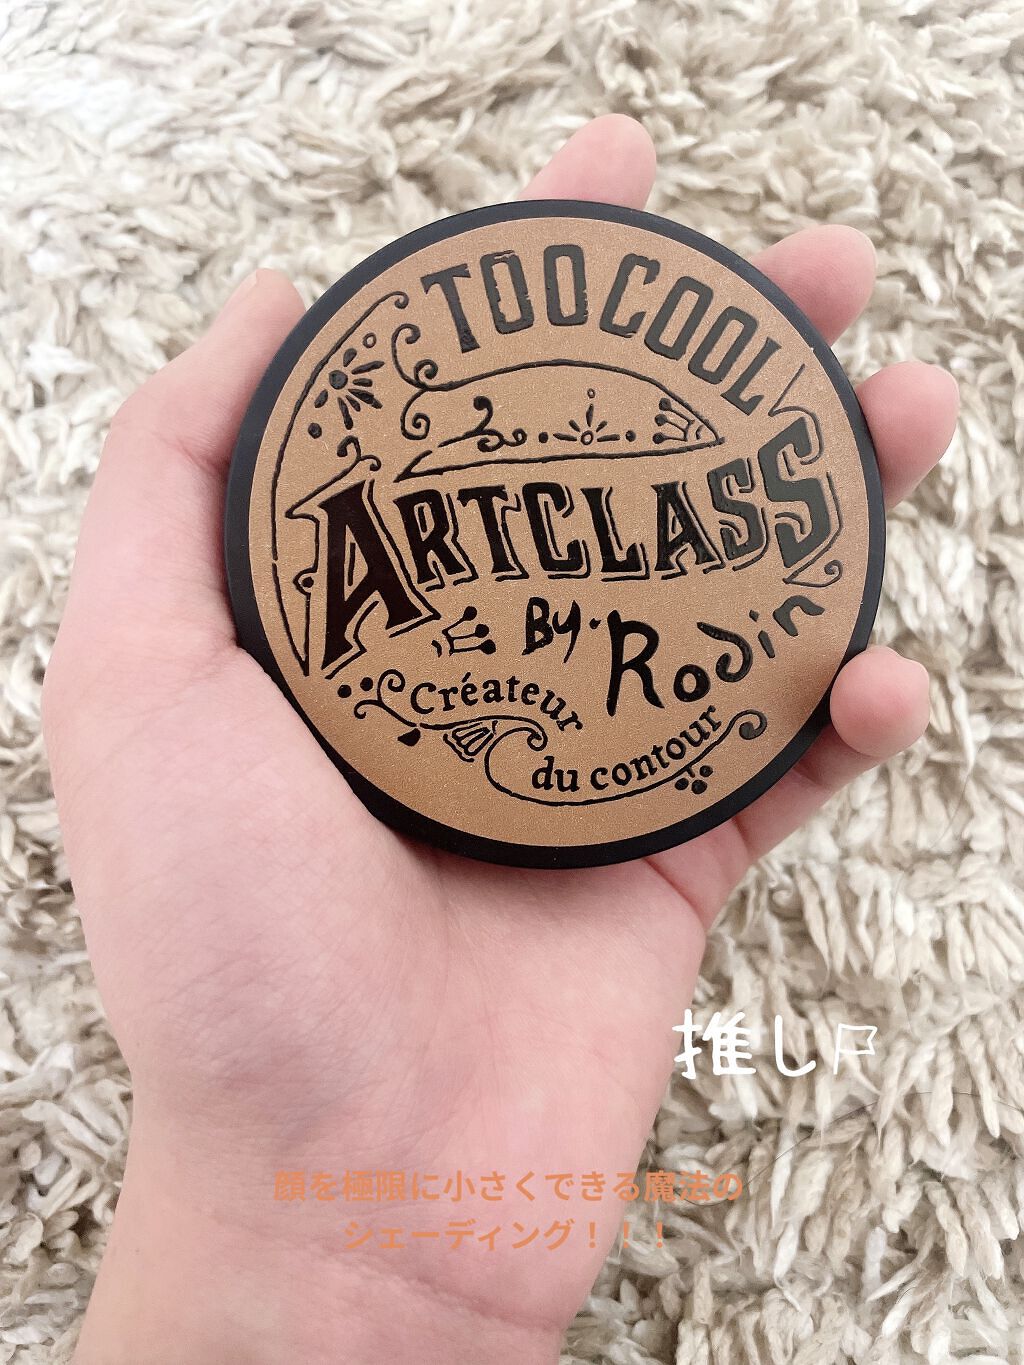 TOO COOL
ARTCLASS
By. Rodin
Créateur
du contour
推し
顔を極限に小さくできる魔法の
シェーディング！！！